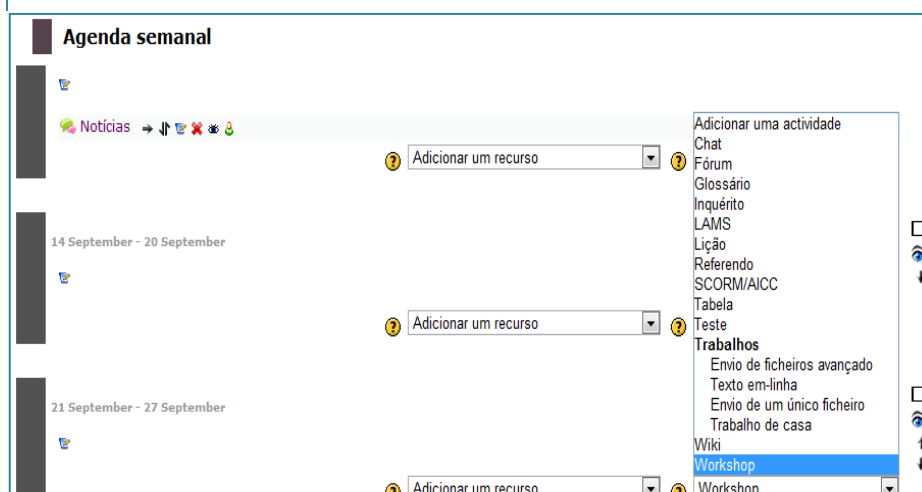 Agenda semanal
Notícias
Adicionar um recurso
Adicionar uma actividade
Chat
Fórum
Glossário
Inquérito
LAMS
Lição
Referendo
SCORM/AICC
Tabela
Teste
Trabalhos
Envio de ficheiros avançado
Texto em-linha
Envio de um único ficheiro
Trabalho de casa
Wiki
Workshop
14 September - 20 September
Adicionar um recurso
21 September - 27 September
Adicionar um recurso
Workshop